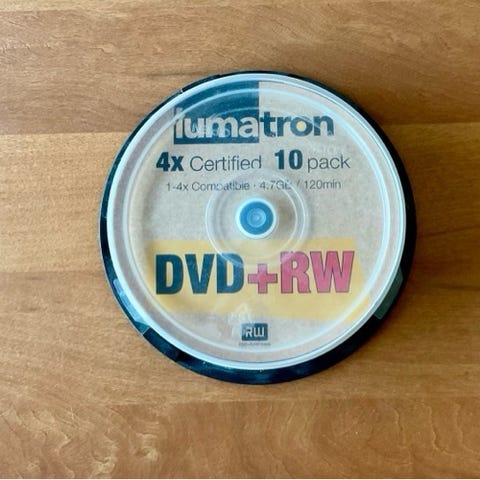 lumatron
4x Certified 10 pack
1-4x Compatible · 4.7GB / 120min
DVD+RW
RW